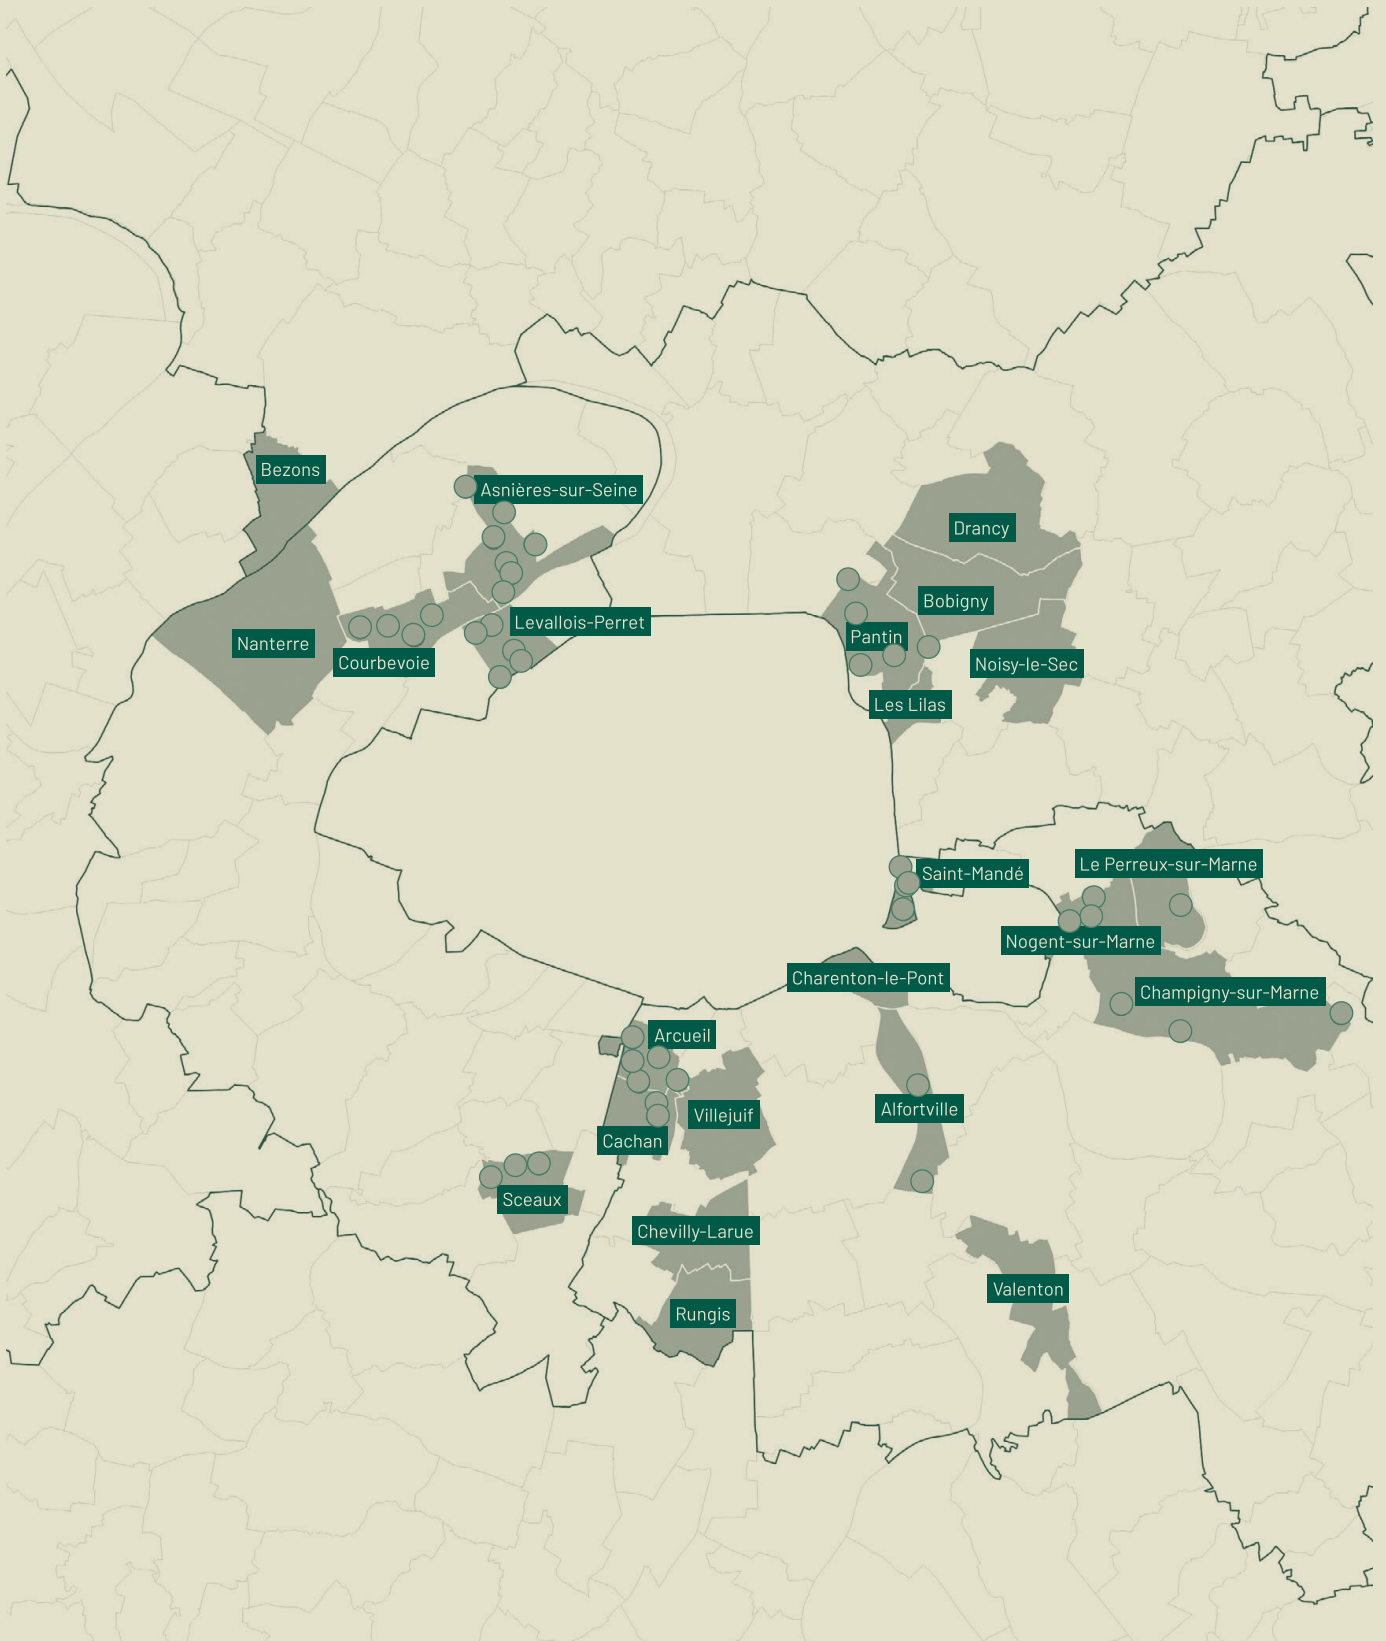 Bezons
Asnières-sur-Seine
Drancy
Bobigny
Levallois-Perret
Pantin
Nanterre
Courbevoie
Noisy-le-Sec
Les Lilas
Le Perreux-sur-Marne
Saint-Mandé
Nogent-sur-Marne
Charenton-le-Pont
Champigny-sur-Marne
Arcueil
Alfortville
Villejuif
Cachan
Sceaux
Chevilly-Larue
Valenton
Rungis